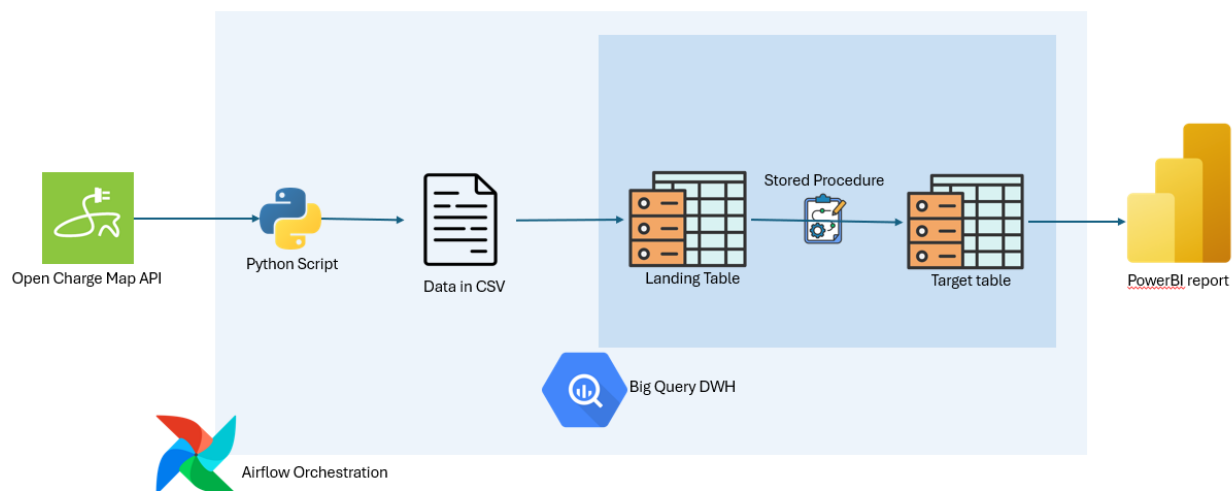 Open Charge Map API
Python Script
Data in CSV
Landing Table
Stored Procedure
Target table
PowerBI report
Big Query DWH
Airflow Orchestration